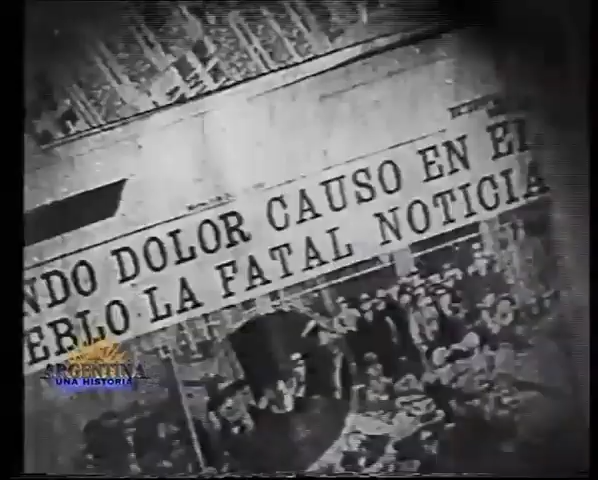 NDO DOLOR CAUSO EN EL
EBLO LA FATAL NOTICIA
ARGENTINA
UNA HISTORIA